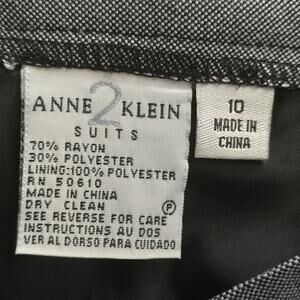 ANNE 2 KLEIN
SUITS
70% RAYON
30% POLYESTER
LINING:100% POLYESTER
RN 50610
MADE IN CHINA
DRY CLEAN P
SEE REVERSE FOR CARE
INSTRUCTIONS AU DOS
VER AL DORSO PARA CUIDADO
10
MADE IN
CHINA